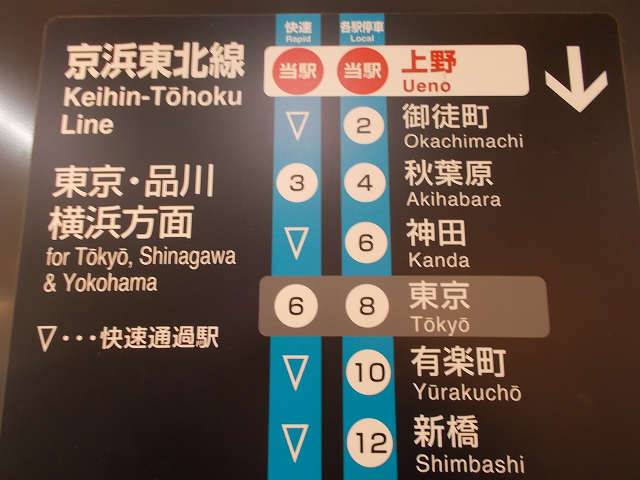 快速 各駅停車
Rapid Local
京浜東北線
Keihin-Tōhoku
Line
東京・品川
横浜方面
for Tōkyō, Shinagawa
& Yokohama
▽・・・快速通過駅
当駅 当駅 上野
Ueno
▽ 2 御徒町
Okachimachi
3 4 秋葉原
Akihabara
▽ 6 神田
Kanda
6 8 東京
Tōkyō
▽ 10 有楽町
Yūrakuchō
▽ 12 新橋
Shimbashi